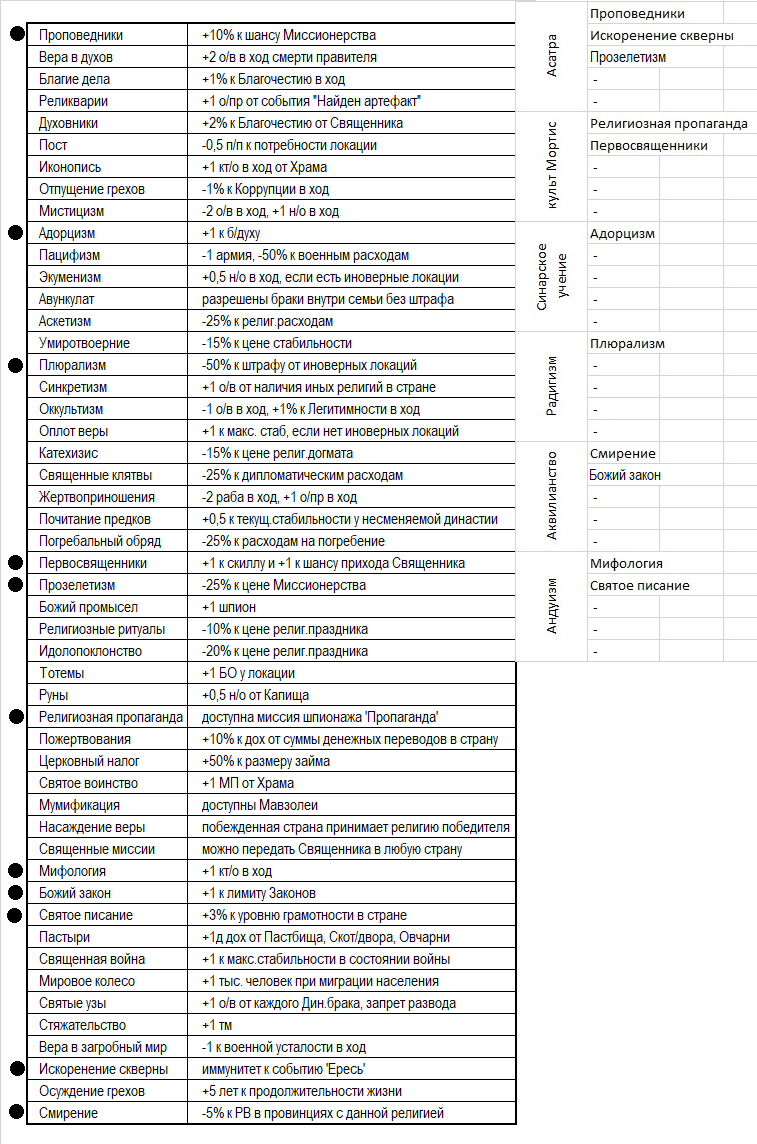 Проповедники +10% к шансу Миссионерства
Вера в духов +2 о/в в ход смерти правителя
Благие дела +1% к Благочестию в ход
Реликварии +1 о/пр от события "Найден артефакт"
Духовники +2% к Благочестию от Священника
Пост -0,5 п/п к потребности локации
Иконопись +1 кт/о в ход от Храма
Отпущение грехов -1% к Коррупции в ход
Мистицизм -2 о/в в ход, +1 н/о в ход
Адорцизм +1 к б/духу
Пацифизм -1 армия, -50% к военным расходам
Экуменизм +0,5 н/о в ход, если есть иноверные локации
Авункулат разрешены браки внутри семьи без штрафа
Аскетизм -25% к религ.расходам
Умиротвоерние -15% к цене стабильности
Плюрализм -50% к штрафу от иноверных локаций
Синкретизм +1 о/в от наличия иных религий в стране
Оккультизм -1 о/в в ход, +1% к Легитимности в ход
Оплот веры +1 к макс. стаб, если нет иноверных локаций
Катехизис -15% к цене религ.догмата
Священные клятвы -25% к дипломатическим расходам
Жертвоприношения -2 раба в ход, +1 о/пр в ход
Почитание предков +0,5 к текущ.стабильности у несменяемой династии
Погребальный обряд -25% к расходам на погребение
Первосвященники +1 к скиллу и +1 к шансу прихода Священника
Прозелетизм -25% к цене Миссионерства
Божий промысел +1 шпион
Религиозные ритуалы -10% к цене религ.праздника
Идолопоклонство -20% к цене религ.праздника
Тотемы +1 БО у локации
Руны +0,5 н/о от Капища
Религиозная пропаганда доступна миссия шпионажа 'Пропаганда'
Пожертвования +10% к дох от суммы денежных переводов в страну
Церковный налог +50% к размеру займа
Святое воинство +1 МП от Храма
Мумификация доступны Мавзолеи
Насаждение веры побежденная страна принимает религию победителя
Священные миссии можно передать Священника в любую страну
Мифология +1 кт/о в ход
Божий закон +1 к лимиту Законов
Святое писание +3% к уровню грамотности в стране
Пастыри +1д дох от Пастбища, Скот/двора, Овчарни
Священная война +1 к макс.стабильности в состоянии войны
Мировое колесо +1 тыс. человек при миграции населения
Святые узы +1 о/в от каждого Дин.брака, запрет развода
Стяжательство +1 тм
Вера в загробный мир -1 к военной усталости в ход
Искоренение скверны иммунитет к событию 'Ересь'
Осуждение грехов +5 лет к продолжительности жизни
Смирение -5% к РВ в провинциях с данной религией
Асатра
Проповедники
Искоренение скверны
Прозелетизм
-
-
культ Мортис
Религиозная пропаганда
Первосвященники
-
-
-
Синарское
учение
Адорцизм
-
-
-
-
Радигизм
Плюрализм
-
-
-
-
Аквилианство
Смирение
Божий закон
-
-
-
Андуизм
Мифология
Святое писание
-
-
-